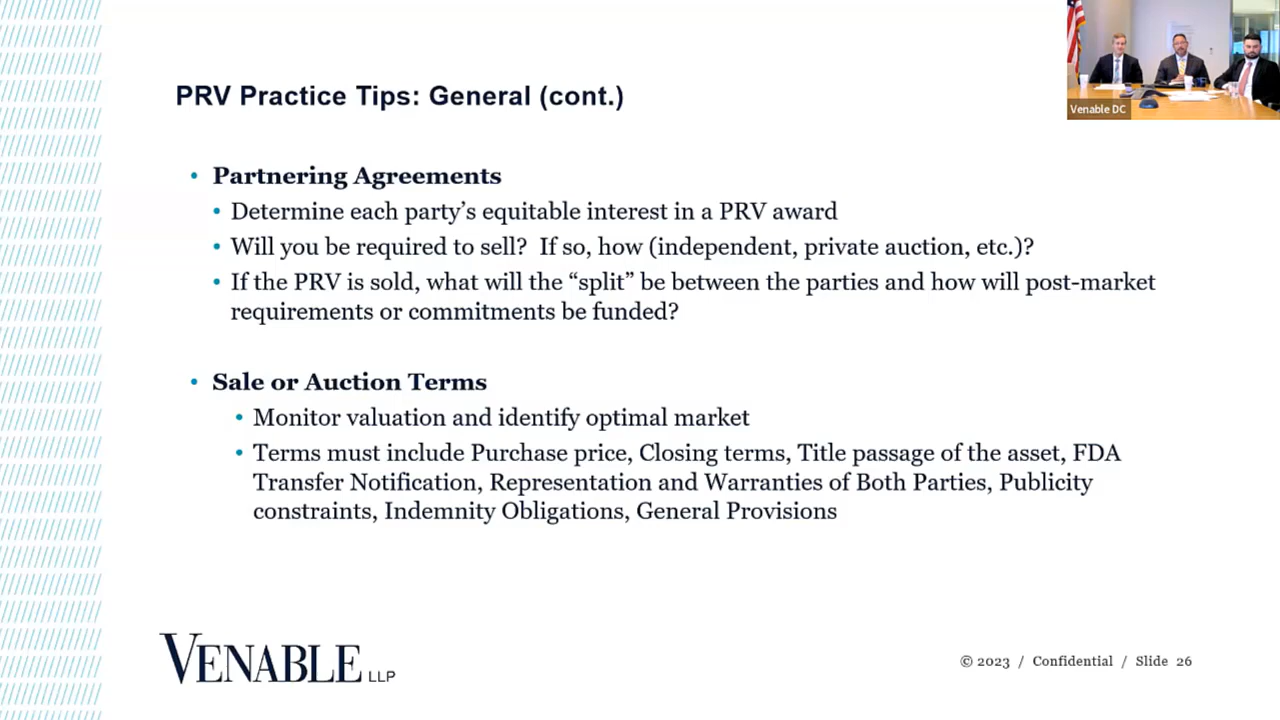 Venable DC
PRV Practice Tips: General (cont.)
• Partnering Agreements
• Determine each party’s equitable interest in a PRV award
• Will you be required to sell?  If so, how (independent, private auction, etc.)?
• If the PRV is sold, what will the “split” be between the parties and how will post-market
requirements or commitments be funded?
• Sale or Auction Terms
• Monitor valuation and identify optimal market
• Terms must include Purchase price, Closing terms, Title passage of the asset, FDA
Transfer Notification, Representation and Warranties of Both Parties, Publicity
constraints, Indemnity Obligations, General Provisions
VENABLE LLP
© 2023 / Confidential / Slide 26